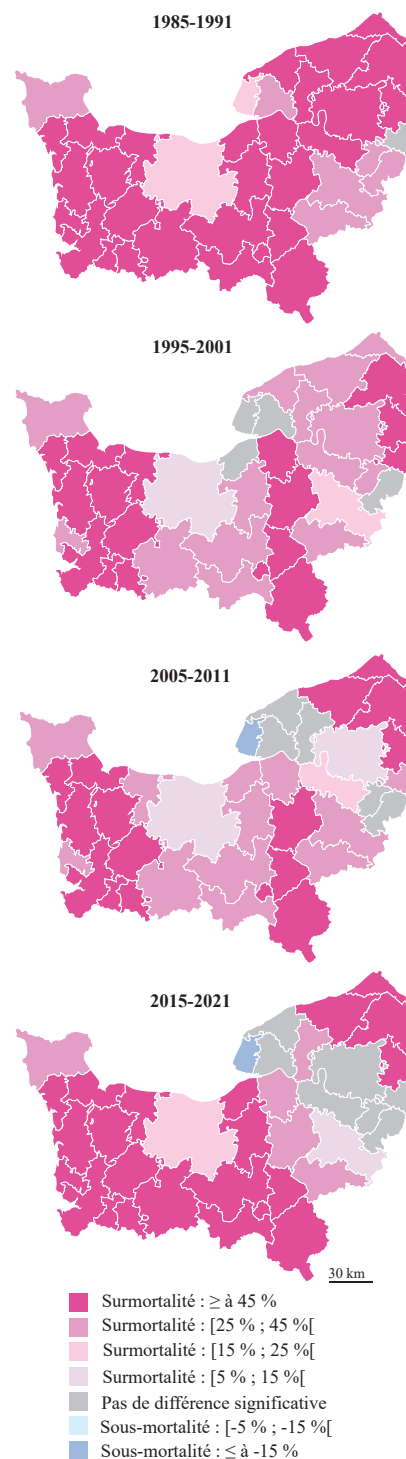 1985-1991
1995-2001
2005-2011
2015-2021
30 km
Surmortalité : ≥ à 45 %
Surmortalité : [25 % ; 45 %[
Surmortalité : [15 % ; 25 %[
Surmortalité : [5 % ; 15 %[
Pas de différence significative
Sous-mortalité : [-5 % ; -15 %[
Sous-mortalité : ≤ à -15 %